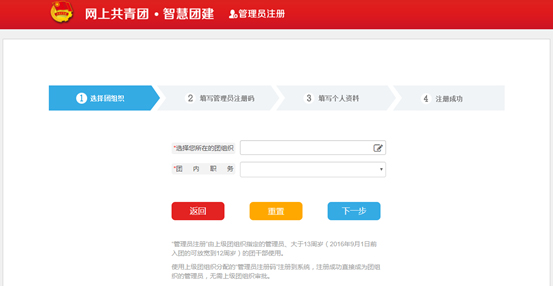 网上共青团·智慧团建 管理员注册
1 选择团组织 2 填写管理员注册码 3 填写个人资料 4 注册成功
*选择您所在的团组织
*团 内 职 务
返回 重置 下一步
"管理员注册"由上级团组织指定的管理员、大于13周岁（2016年9月1日前
入团的可放宽到12周岁）的团干部使用。
使用上级团组织分配的"管理员注册码"注册到系统，注册成功直接成为团组
织的管理员，无需上级团组织审批。